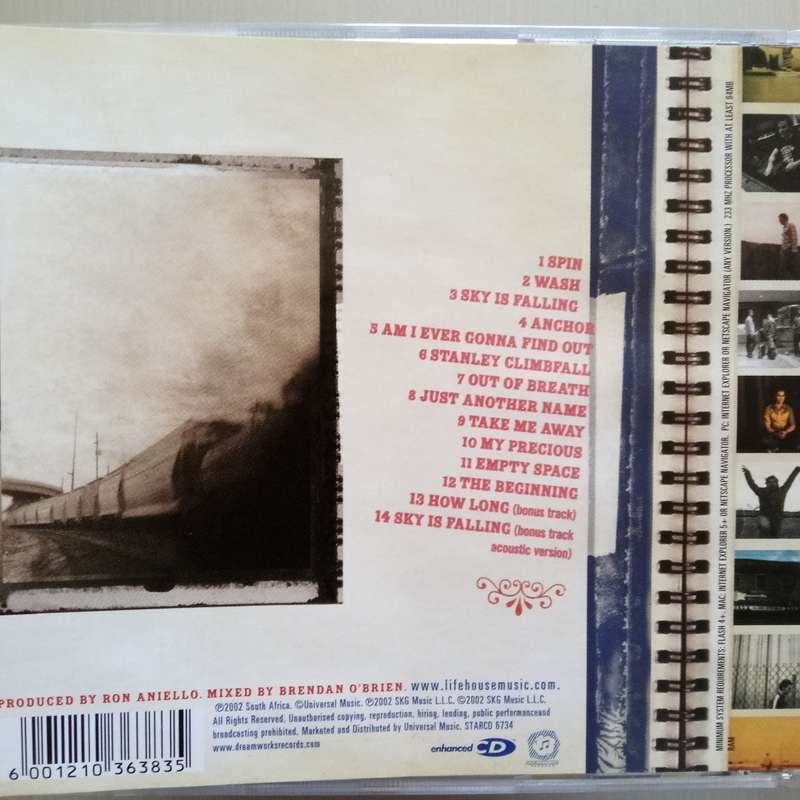 1 SPIN
2 WASH
3 SKY IS FALLING
4 ANCHOR
5 AM I EVER GONNA FIND OUT
6 STANLEY CLIMBFALL
7 OUT OF BREATH
8 JUST ANOTHER NAME
9 TAKE ME AWAY
10 MY PRECIOUS
11 EMPTY SPACE
12 THE BEGINNING
13 HOW LONG (bonus track)
14 SKY IS FALLING (bonus track
acoustic version)
PRODUCED BY RON ANIELLO. MIXED BY BRENDAN O'BRIEN. www.lifehousemusic.com.
℗2002 South Africa. ©Universal Music. ℗2002 SKG Music L.L.C. ©2002 SKG Music L.L.C.
All Rights Reserved. Unauthorised copying, reproduction, hiring, lending, public performanceand
broadcasting prohibited. Marketed and Distributed by Universal Music. STARCD 6734
www.dreamworksrecords.com
enhanced CD
6 001210 363835
MINIMUM SYSTEM REQUIREMENTS: FLASH 4+. MAC: INTERNET EXPLORER 5+ OR NETSCAPE NAVIGATOR. PC: INTERNET EXPLORER OR NETSCAPE NAVIGATOR (ANY VERSION.) 233 MHZ PROCESSOR WITH AT LEAST 64MB
RAM